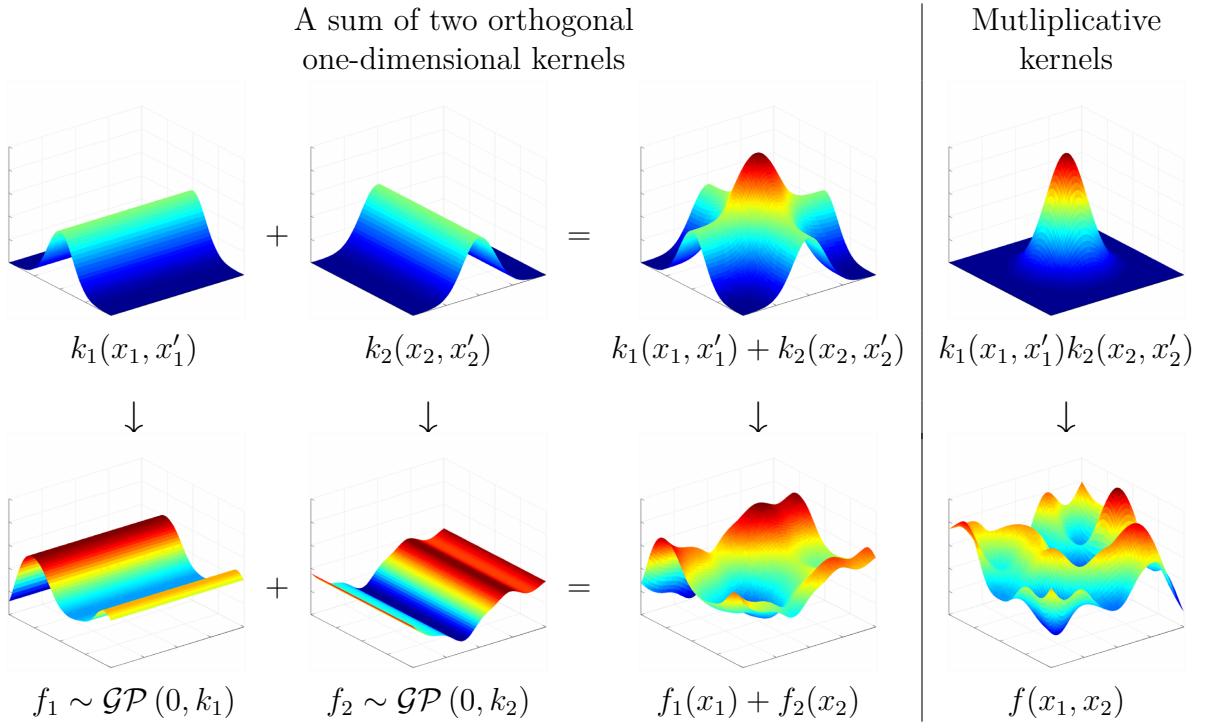 A sum of two orthogonal
one-dimensional kernels
Mutliplicative
kernels
+
=
k₁(x₁, x′₁)
k₂(x₂, x′₂)
k₁(x₁, x′₁) + k₂(x₂, x′₂)
k₁(x₁, x′₁)k₂(x₂, x′₂)
↓
↓
↓
↓
+
=
f₁ ∼ 𝒢𝒫 (0, k₁)
f₂ ∼ 𝒢𝒫 (0, k₂)
f₁(x₁) + f₂(x₂)
f(x₁, x₂)